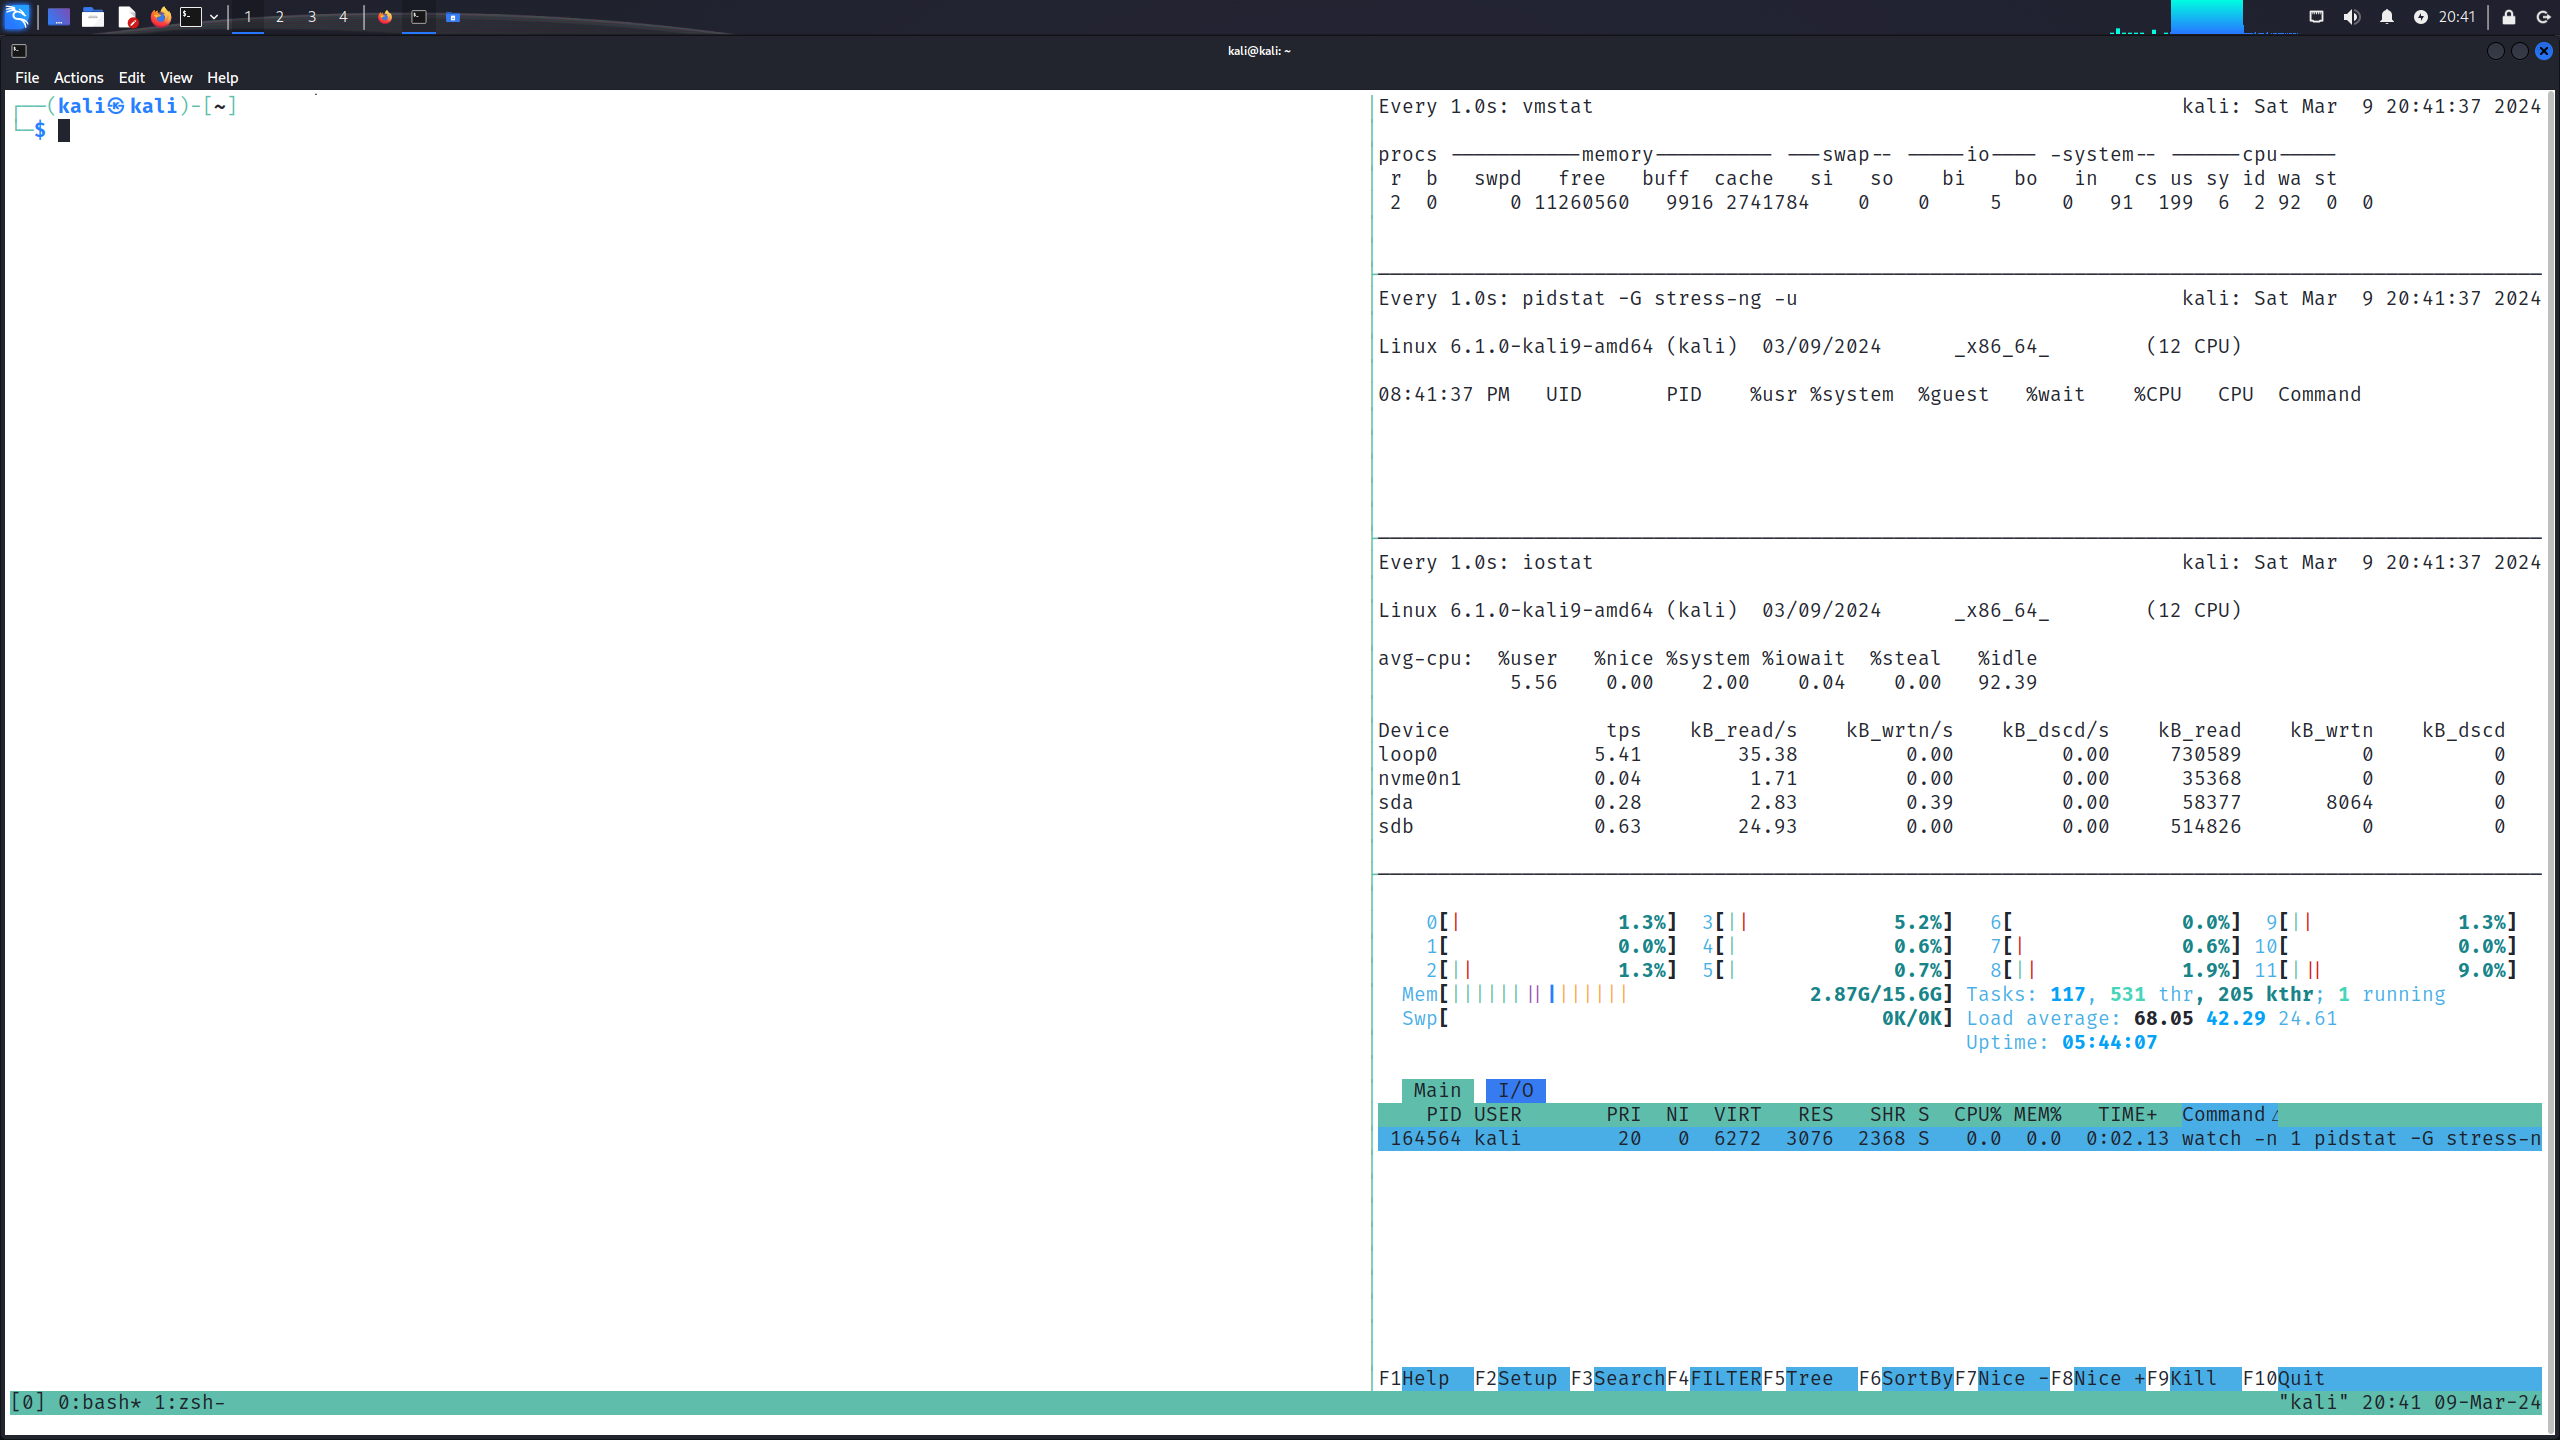 1 2 3 4 20:41
kali@kali: ~
File Actions Edit View Help
┌──(kali㉿kali)-[~]
└─$
Every 1.0s: vmstat kali: Sat Mar 9 20:41:37 2024
procs -----------memory---------- ---swap-- -----io---- -system-- ------cpu-----
r b swpd free buff cache si so bi bo in cs us sy id wa st
2 0 0 11260560 9916 2741784 0 0 5 0 91 199 6 2 92 0 0
Every 1.0s: pidstat -G stress-ng -u kali: Sat Mar 9 20:41:37 2024
Linux 6.1.0-kali9-amd64 (kali) 03/09/2024 _x86_64_ (12 CPU)
08:41:37 PM UID PID %usr %system %guest %wait %CPU CPU Command
Every 1.0s: iostat kali: Sat Mar 9 20:41:37 2024
Linux 6.1.0-kali9-amd64 (kali) 03/09/2024 _x86_64_ (12 CPU)
avg-cpu: %user %nice %system %iowait %steal %idle
5.56 0.00 2.00 0.04 0.00 92.39
Device tps kB_read/s kB_wrtn/s kB_dscd/s kB_read kB_wrtn kB_dscd
loop0 5.41 35.38 0.00 0.00 730589 0 0
nvme0n1 0.04 1.71 0.00 0.00 35368 0 0
sda 0.28 2.83 0.39 0.00 58377 8064 0
sdb 0.63 24.93 0.00 0.00 514826 0 0
0[| 1.3%] 3[|| 5.2%] 6[ 0.0%] 9[|| 1.3%]
1[ 0.0%] 4[| 0.6%] 7[| 0.6%] 10[ 0.0%]
2[|| 1.3%] 5[| 0.7%] 8[|| 1.9%] 11[||| 9.0%]
Mem[||||||||||||||| 2.87G/15.6G] Tasks: 117, 531 thr, 205 kthr; 1 running
Swp[ 0K/0K] Load average: 68.05 42.29 24.61
Uptime: 05:44:07
Main I/O
PID USER PRI NI VIRT RES SHR S CPU% MEM% TIME+ Command△
164564 kali 20 0 6272 3076 2368 S 0.0 0.0 0:02.13 watch -n 1 pidstat -G stress-n
F1Help F2Setup F3SearchF4FILTERF5Tree F6SortByF7Nice -F8Nice +F9Kill F10Quit
[0] 0:bash* 1:zsh- "kali" 20:41 09-Mar-24